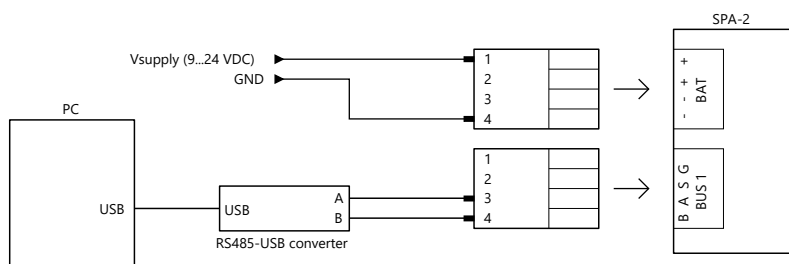 SPA-2
Vsupply (9...24 VDC)
GND
1
2
3
4
- - + +
BAT
PC
USB
USB
A
B
RS485-USB converter
1
2
3
4
B A S G
BUS 1